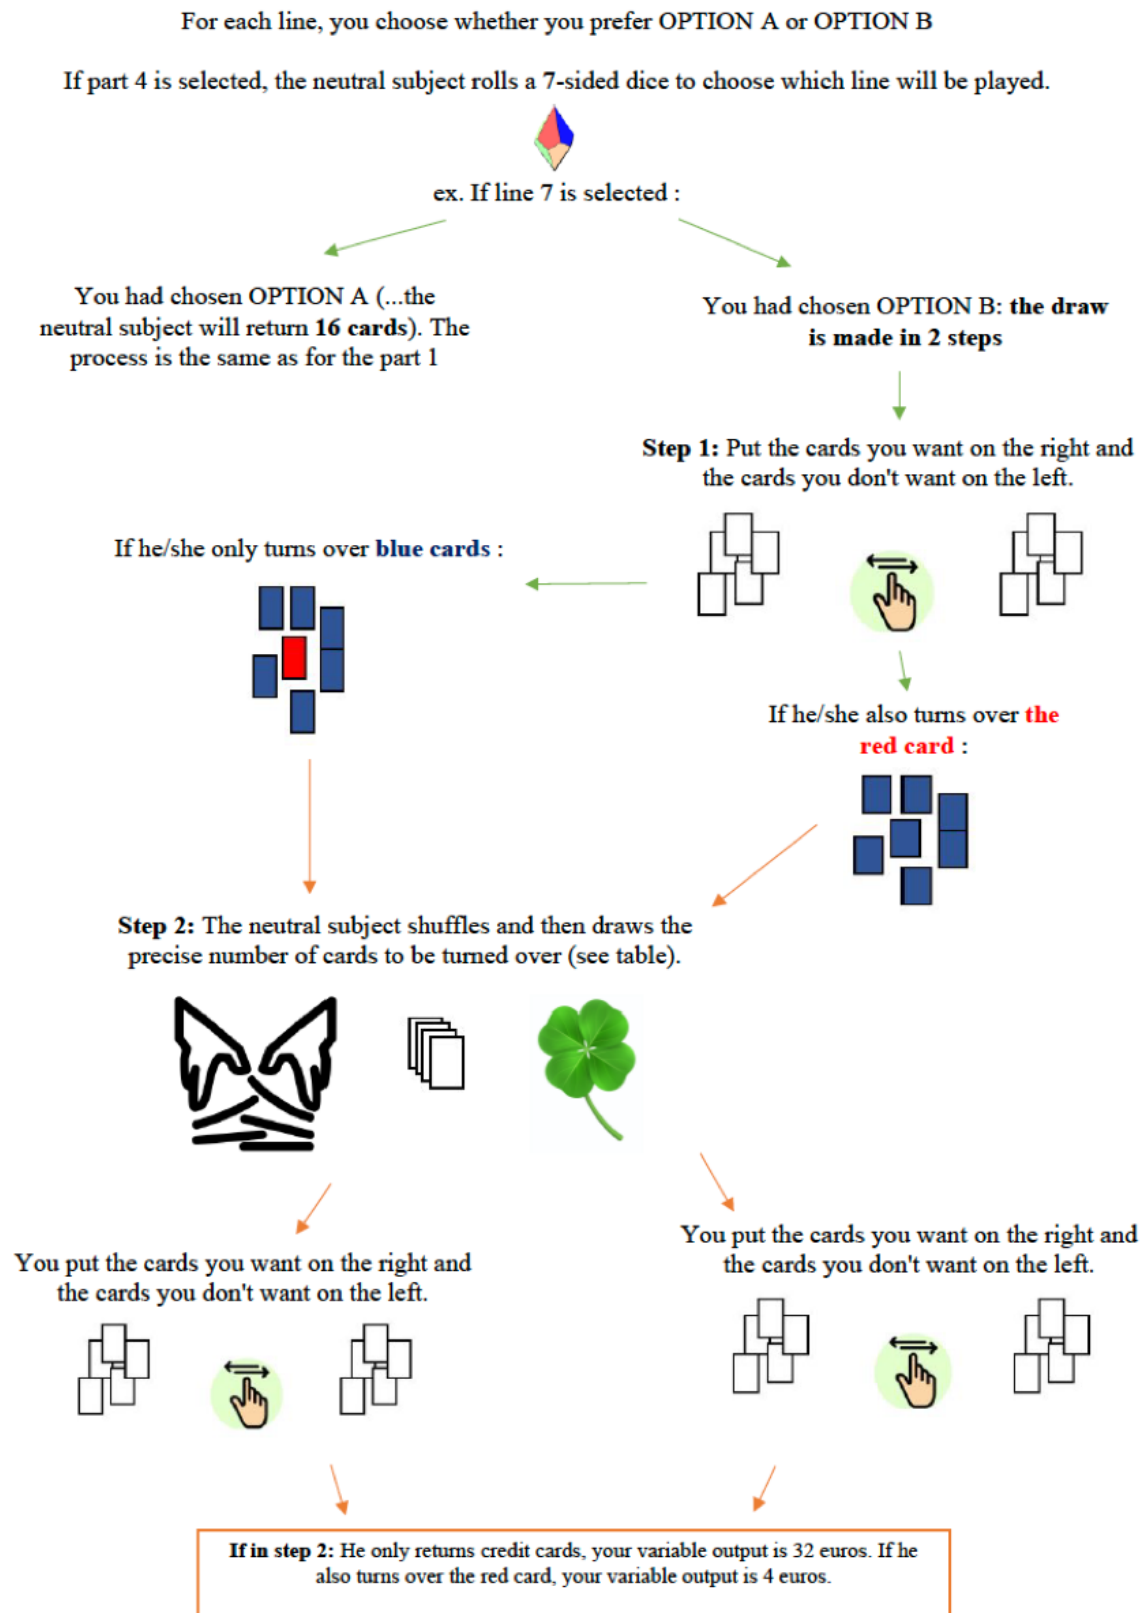 For each line, you choose whether you prefer OPTION A or OPTION B
If part 4 is selected, the neutral subject rolls a 7-sided dice to choose which line will be played.
ex. If line 7 is selected :
You had chosen OPTION A (...the
neutral subject will return 16 cards). The
process is the same as for the part 1
You had chosen OPTION B: the draw
is made in 2 steps
Step 1: Put the cards you want on the right and
the cards you don't want on the left.
If he/she only turns over blue cards :
If he/she also turns over the
red card :
Step 2: The neutral subject shuffles and then draws the
precise number of cards to be turned over (see table).
You put the cards you want on the right and
the cards you don't want on the left.
You put the cards you want on the right and
the cards you don't want on the left.
If in step 2: He only returns credit cards, your variable output is 32 euros. If he
also turns over the red card, your variable output is 4 euros.